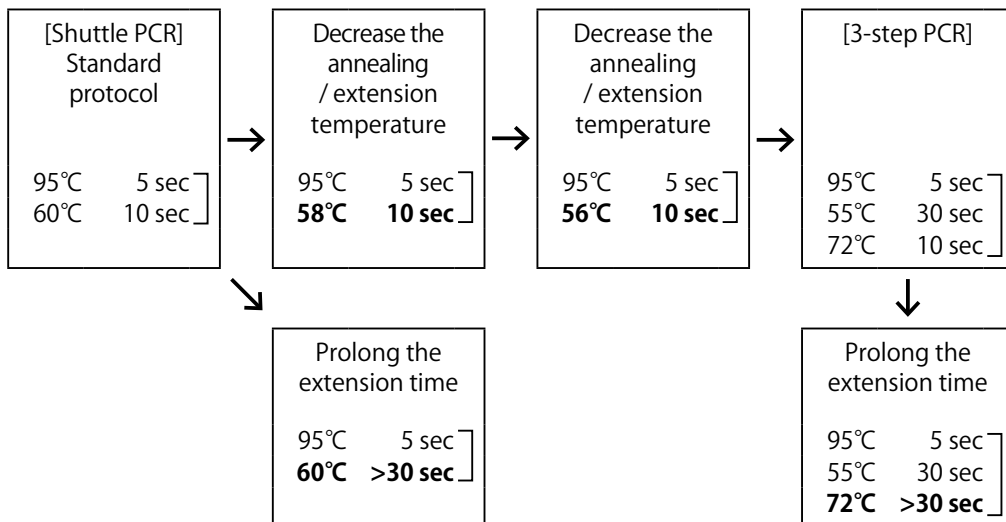 [Shuttle PCR]
Standard
protocol
95℃ 5 sec
60℃ 10 sec
Decrease the
annealing
/ extension
temperature
95℃ 5 sec
58℃ 10 sec
Decrease the
annealing
/ extension
temperature
95℃ 5 sec
56℃ 10 sec
[3-step PCR]
95℃ 5 sec
55℃ 30 sec
72℃ 10 sec
Prolong the
extension time
95℃ 5 sec
60℃ >30 sec
Prolong the
extension time
95℃ 5 sec
55℃ 30 sec
72℃ >30 sec